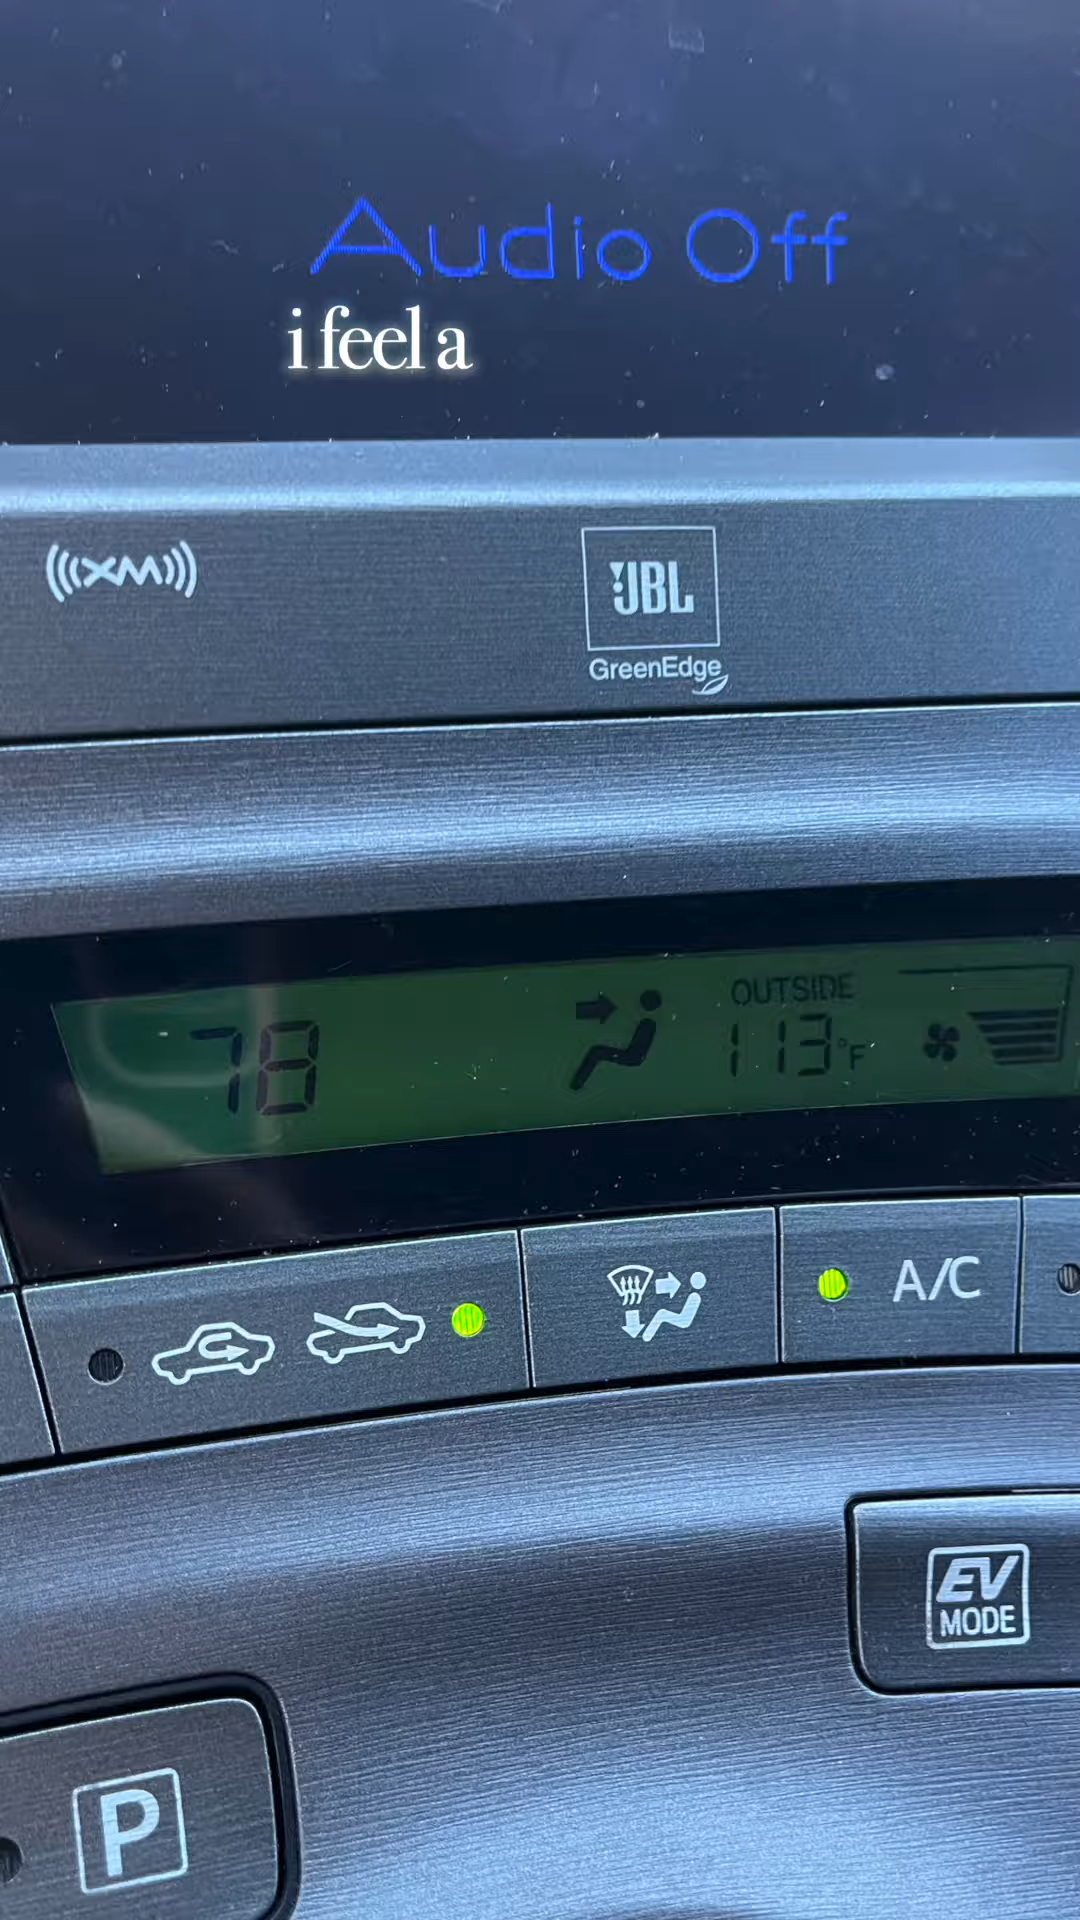 Audio Off
i feel a
XM
JBL
GreenEdge
78
OUTSIDE
113°F
A/C
EV
MODE
P